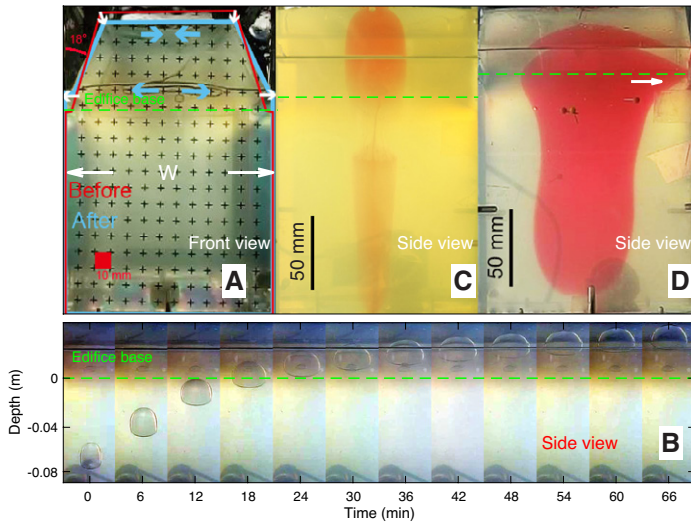 18°
Edifice base
W
Before
After
10 mm
Front view
A
50 mm
Side view
C
50 mm
Side view
D
Edifice base
Depth (m)
0
-0.04
-0.08
Side view
B
0 6 12 18 24 30 36 42 48 54 60 66
Time (min)